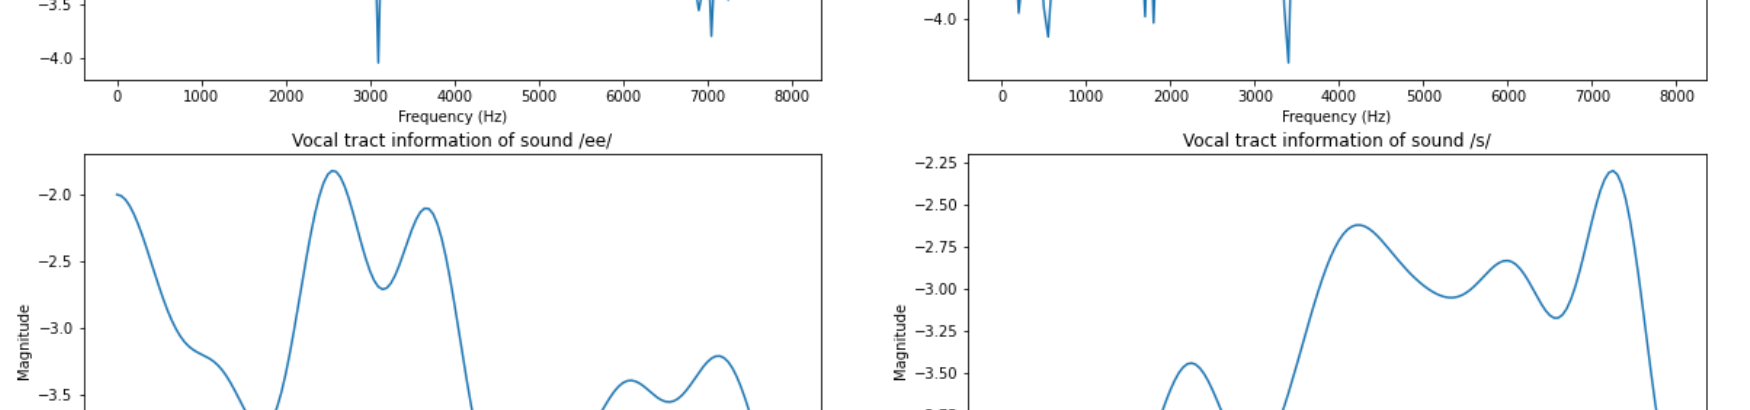 −3.5
−4.0
0 1000 2000 3000 4000 5000 6000 7000 8000
Frequency (Hz)
−4.0
0 1000 2000 3000 4000 5000 6000 7000 8000
Frequency (Hz)
Vocal tract information of sound /ee/
−2.0
−2.5
−3.0
−3.5
Magnitude
Vocal tract information of sound /s/
−2.25
−2.50
−2.75
−3.00
−3.25
−3.50
Magnitude